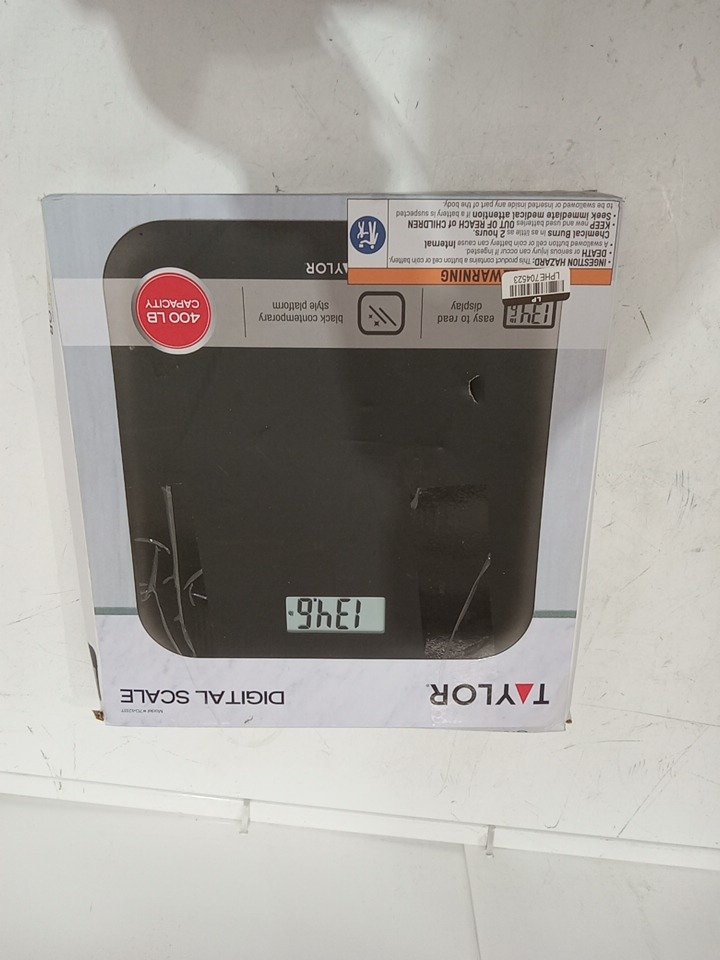 TAYLOR
DIGITAL SCALE
134.6
easy to read
display
black contemporary
style platform
400 LB
CAPACITY
TAYLOR
LP
LPHE704523
WARNING
• INGESTION HAZARD: This product contains a button cell or coin battery.
• DEATH or serious injury can occur if ingested.
• A swallowed button cell or coin battery can cause Internal
Chemical Burns in as little as 2 hours.
• KEEP new and used batteries OUT OF REACH of CHILDREN
• Seek immediate medical attention if a battery is suspected
to be swallowed or inserted inside any part of the body.